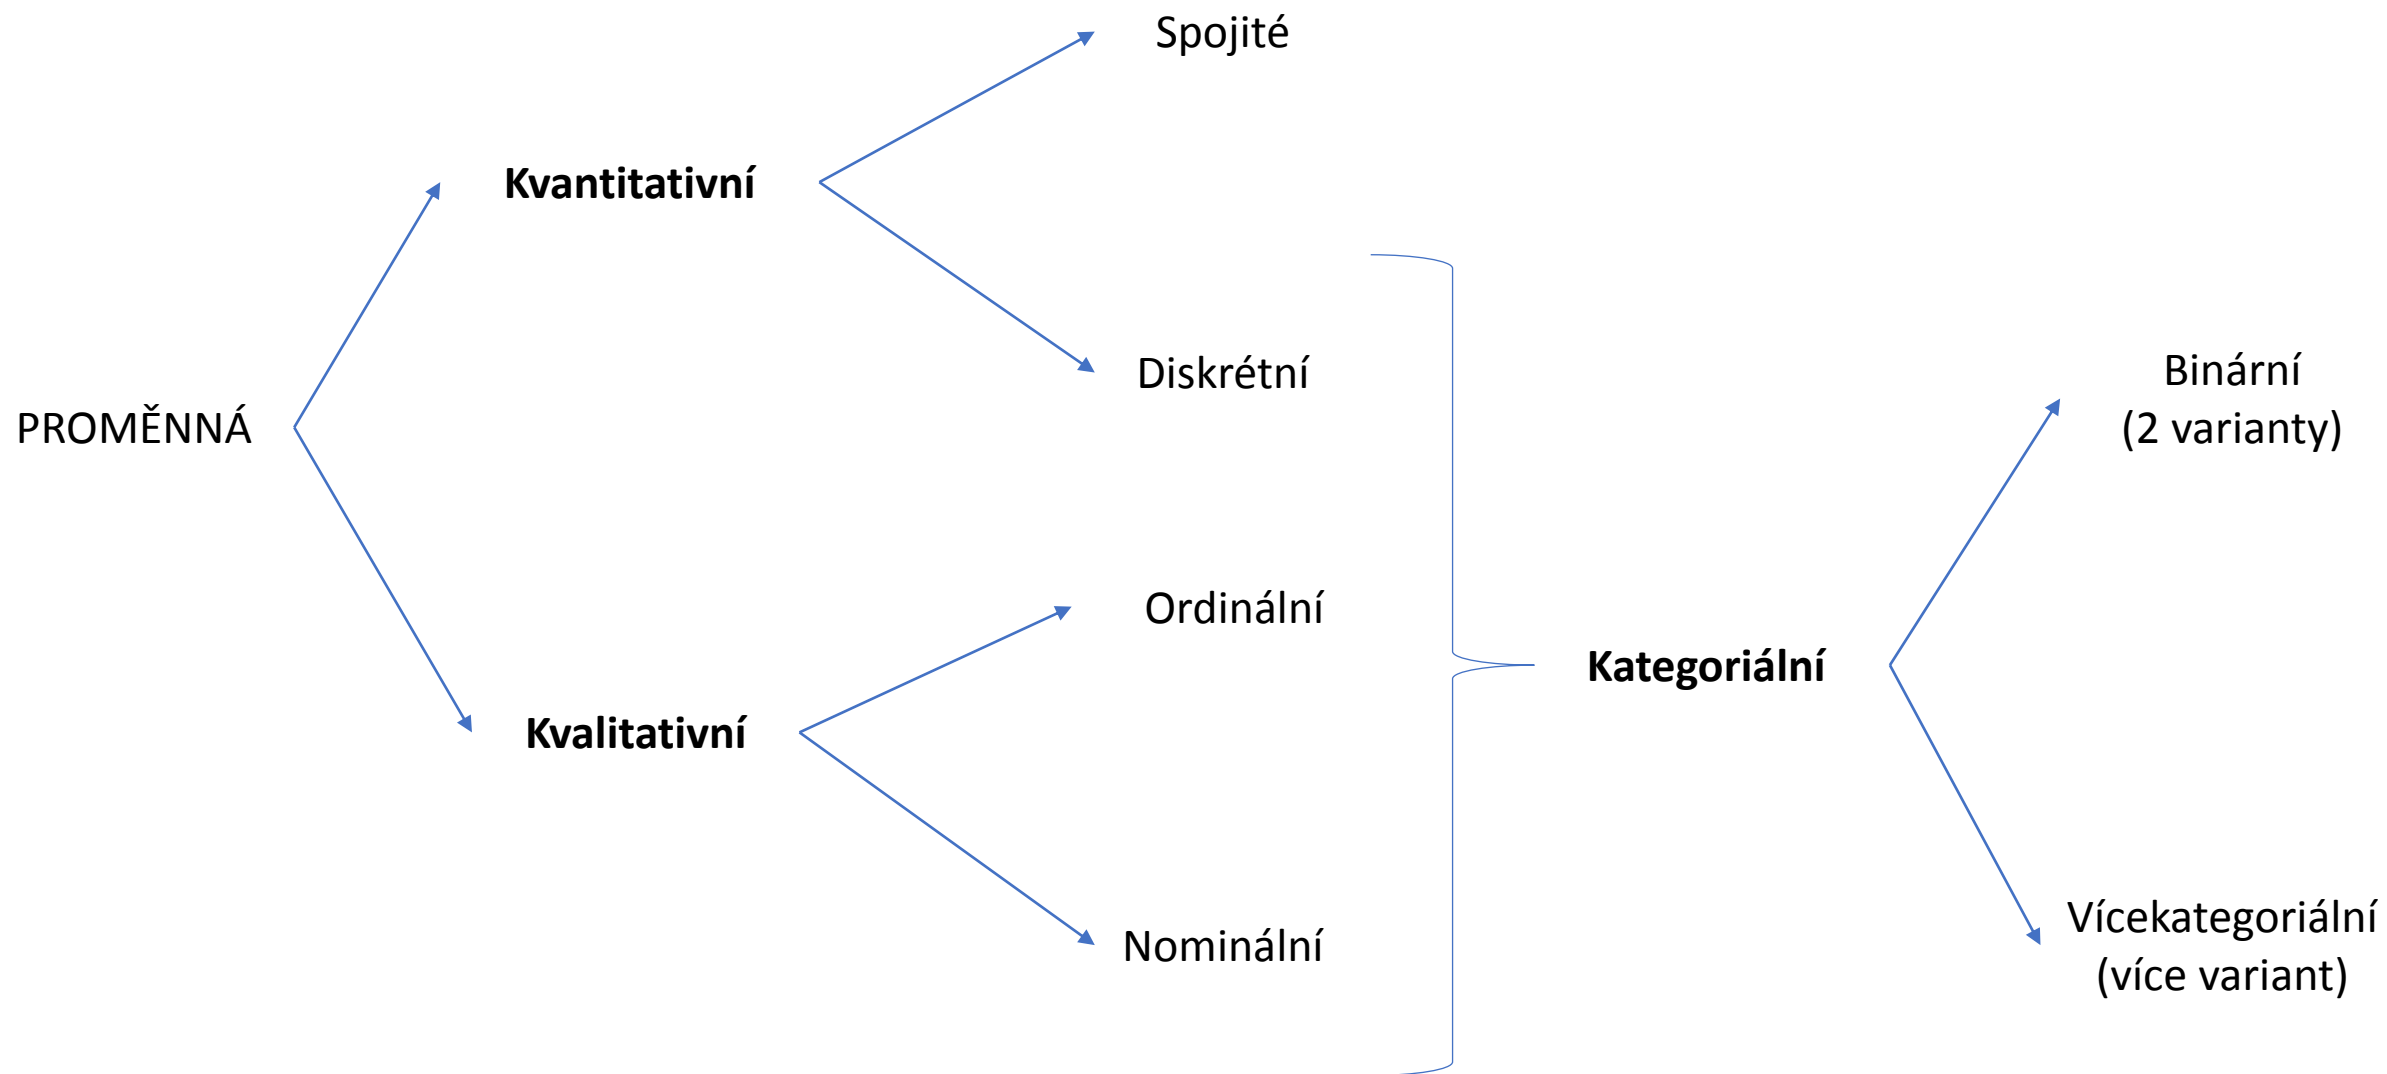 Spojité
Kvantitativní
Diskrétní
PROMĚNNÁ
Binární
(2 varianty)
Ordinální
Kategoriální
Kvalitativní
Nominální
Vícekategoriální
(více variant)